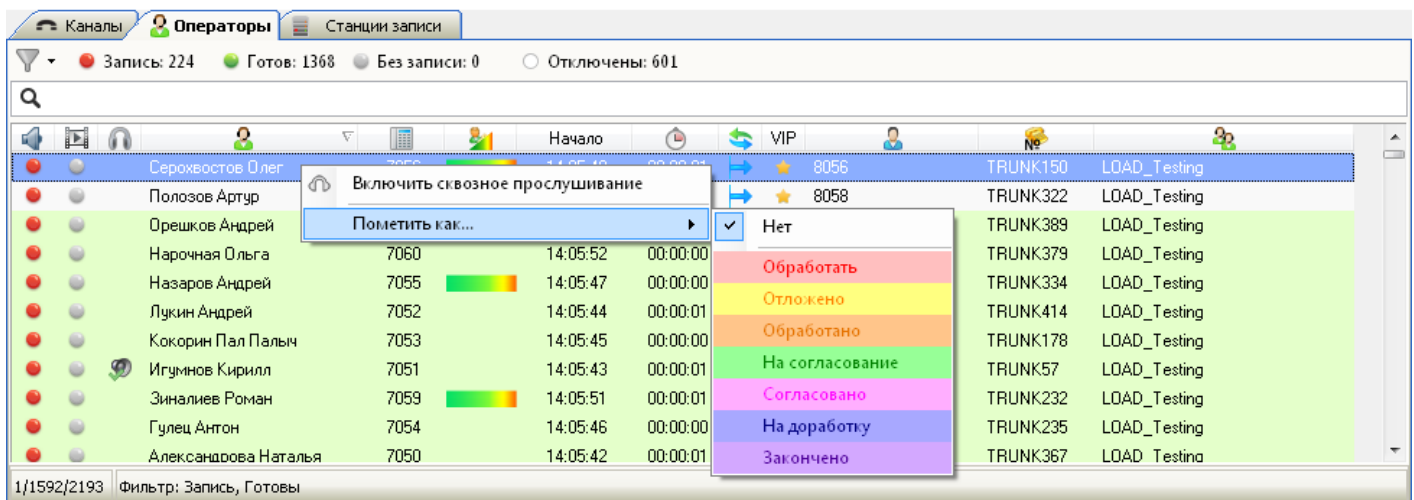 Каналы Операторы Станции записи
Запись: 224 Готов: 1368 Без записи: 0 Отключены: 601
Начало VIP №
Серохвостов Олег 8056 TRUNK150 LOAD_Testing
Включить сквозное прослушивание
Полозов Артур 8058 TRUNK322 LOAD_Testing
Орешков Андрей Пометить как... Нет TRUNK389 LOAD_Testing
Нарочная Ольга 7060 14:05:52 00:00:00 TRUNK379 LOAD_Testing
Обработать
Назаров Андрей 7055 14:05:47 00:00:00 TRUNK334 LOAD_Testing
Отложено
Лукин Андрей 7052 14:05:44 00:00:01 TRUNK414 LOAD_Testing
Обработано
Кокорин Пал Палыч 7053 14:05:45 00:00:00 TRUNK178 LOAD_Testing
На согласование
Игумнов Кирилл 7051 14:05:43 00:00:01 TRUNK57 LOAD_Testing
Согласовано
Зиналиев Роман 7059 14:05:51 00:00:01 TRUNK232 LOAD_Testing
На доработку
Гулец Антон 7054 14:05:46 00:00:00 TRUNK235 LOAD_Testing
Закончено
Александрова Наталья 7050 14:05:42 00:00:01 TRUNK367 LOAD_Testing
1/1592/2193 Фильтр: Запись, Готовы